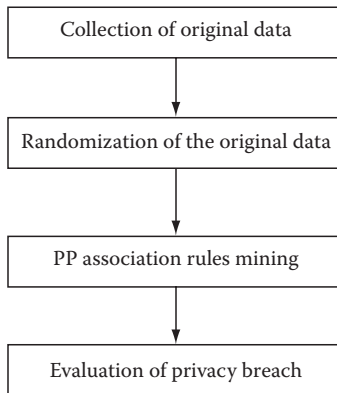 Collection of original data
Randomization of the original data
PP association rules mining
Evaluation of privacy breach